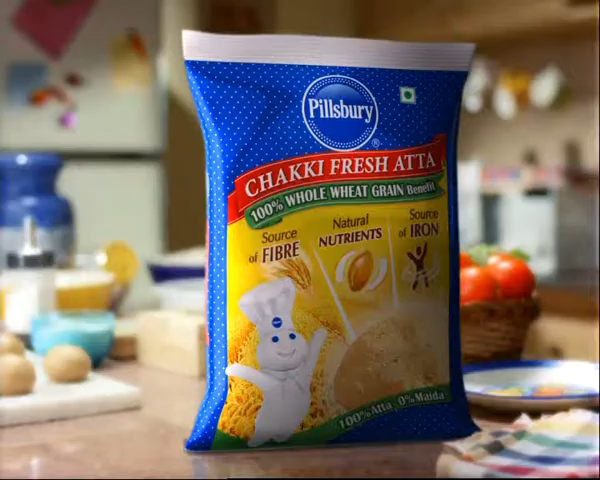 Pillsbury
®
CHAKKI FRESH ATTA
100% WHOLE WHEAT GRAIN Benefit
Source
of FIBRE
Natural
NUTRIENTS
Source
of IRON
100% Atta, 0% Maida